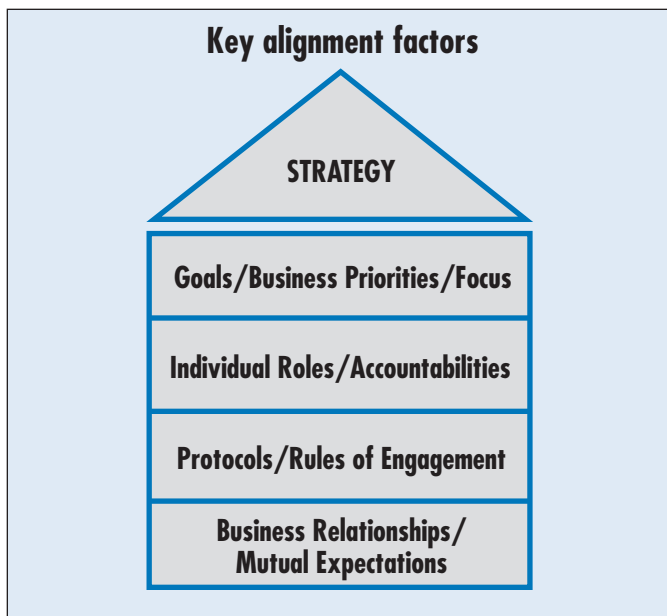 Key alignment factors
STRATEGY
Goals/Business Priorities/Focus
Individual Roles/Accountabilities
Protocols/Rules of Engagement
Business Relationships/
Mutual Expectations